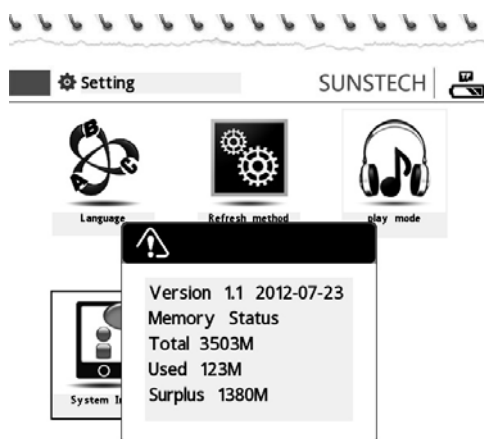 Setting
SUNSTECH
TF
Language
Refresh method
play mode
B
A
C
Version 1.1 2012-07-23
Memory Status
Total 3503M
Used 123M
Surplus 1380M
System